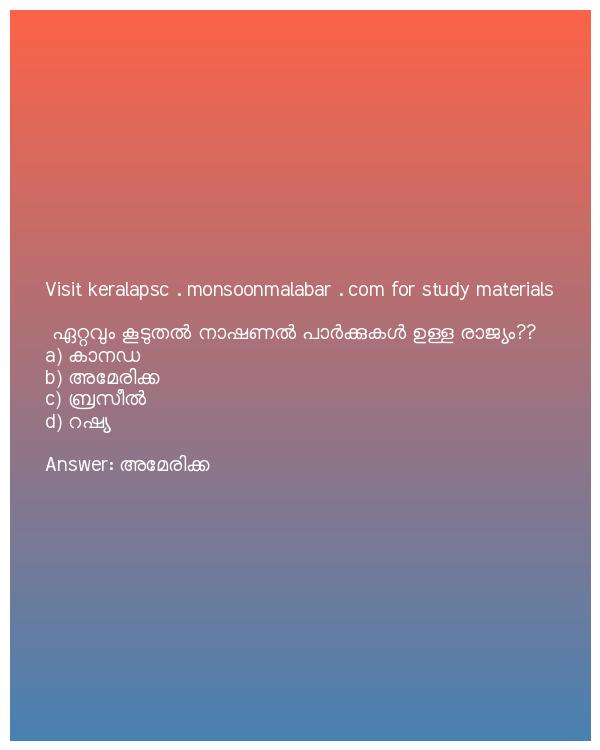 Visit keralapsc . monsoonmalabar . com for study materials
ഏറ്റവും കൂടുതൽ നാഷണൽ പാർക്കുകൾ ഉള്ള രാജ്യം??
a) കാനഡ
b) അമേരിക്ക
c) ബ്രസീൽ
d) റഷ്യ
Answer: അമേരിക്ക